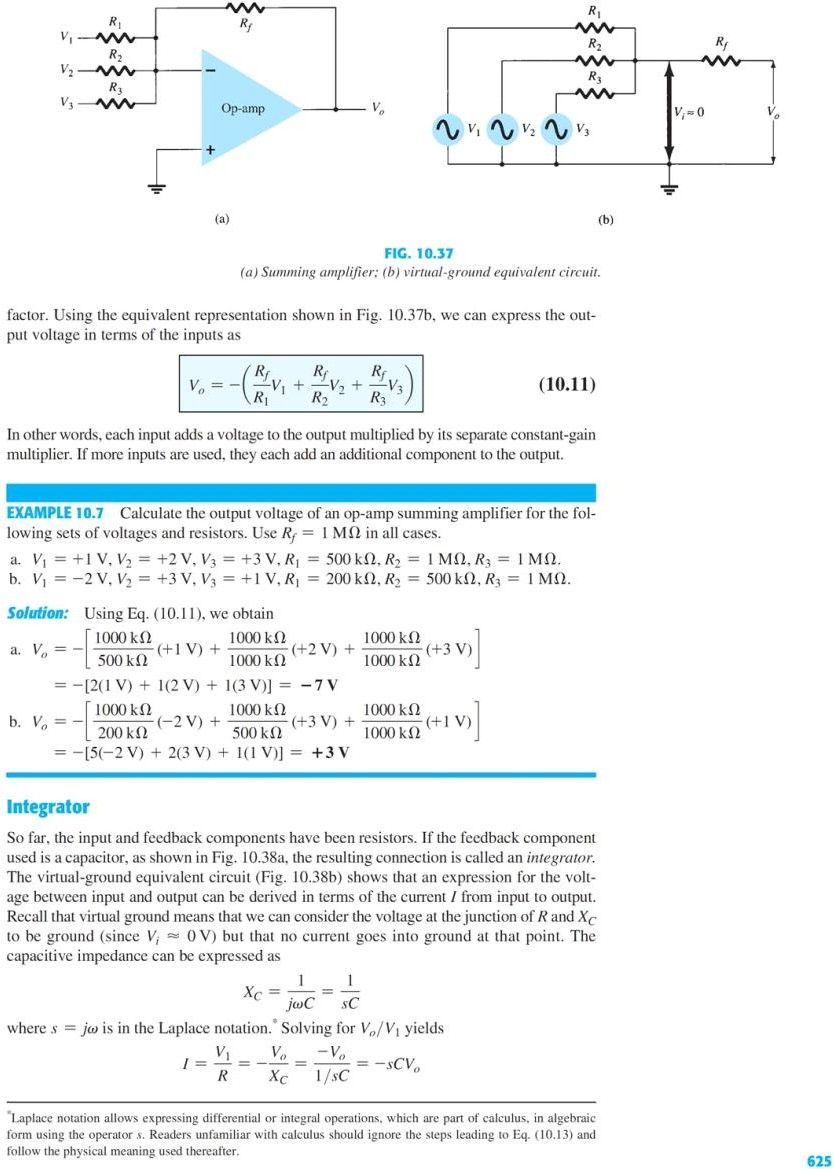 R1
Rf
V1
R2
V2
R3
V3
−
Op-amp
Vo
+
(a)
R1
R2
Rf
R3
Vi ≈ 0
Vo
V1
V2
V3
(b)
FIG. 10.37
(a) Summing amplifier; (b) virtual-ground equivalent circuit.
factor. Using the equivalent representation shown in Fig. 10.37b, we can express the out-
put voltage in terms of the inputs as
Vo = −(Rf/R1 V1 + Rf/R2 V2 + Rf/R3 V3) (10.11)
In other words, each input adds a voltage to the output multiplied by its separate constant-gain
multiplier. If more inputs are used, they each add an additional component to the output.
EXAMPLE 10.7 Calculate the output voltage of an op-amp summing amplifier for the fol-
lowing sets of voltages and resistors. Use Rf = 1 MΩ in all cases.
a. V1 = +1 V, V2 = +2 V, V3 = +3 V, R1 = 500 kΩ, R2 = 1 MΩ, R3 = 1 MΩ.
b. V1 = −2 V, V2 = +3 V, V3 = +1 V, R1 = 200 kΩ, R2 = 500 kΩ, R3 = 1 MΩ.
Solution: Using Eq. (10.11), we obtain
a. Vo = −[1000 kΩ/500 kΩ (+1 V) + 1000 kΩ/1000 kΩ (+2 V) + 1000 kΩ/1000 kΩ (+3 V)]
= −[2(1 V) + 1(2 V) + 1(3 V)] = −7 V
b. Vo = −[1000 kΩ/200 kΩ (−2 V) + 1000 kΩ/500 kΩ (+3 V) + 1000 kΩ/1000 kΩ (+1 V)]
= −[5(−2 V) + 2(3 V) + 1(1 V)] = +3 V
Integrator
So far, the input and feedback components have been resistors. If the feedback component
used is a capacitor, as shown in Fig. 10.38a, the resulting connection is called an integrator.
The virtual-ground equivalent circuit (Fig. 10.38b) shows that an expression for the volt-
age between input and output can be derived in terms of the current I from input to output.
Recall that virtual ground means that we can consider the voltage at the junction of R and XC
to be ground (since Vi ≈ 0 V) but that no current goes into ground at that point. The
capacitive impedance can be expressed as
XC = 1/jωC = 1/sC
where s = jω is in the Laplace notation.* Solving for Vo/V1 yields
I = V1/R = −Vo/XC = −Vo/1/sC = −sCVo
*Laplace notation allows expressing differential or integral operations, which are part of calculus, in algebraic
form using the operator s. Readers unfamiliar with calculus should ignore the steps leading to Eq. (10.13) and
follow the physical meaning used thereafter.
625